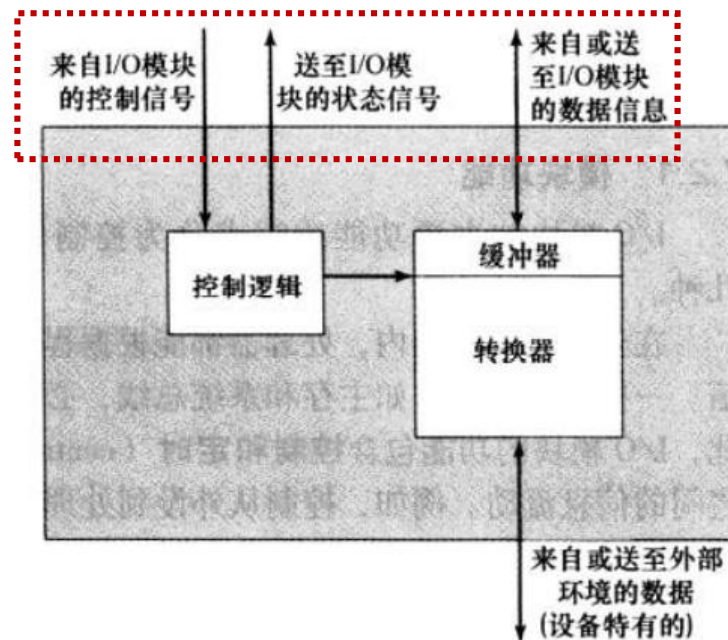 来自I/O模块
的控制信号
送至I/O模
块的状态信号
来自或送
至I/O模块
的数据信息
控制逻辑
缓冲器
转换器
来自或送至外部
环境的数据
(设备特有的)